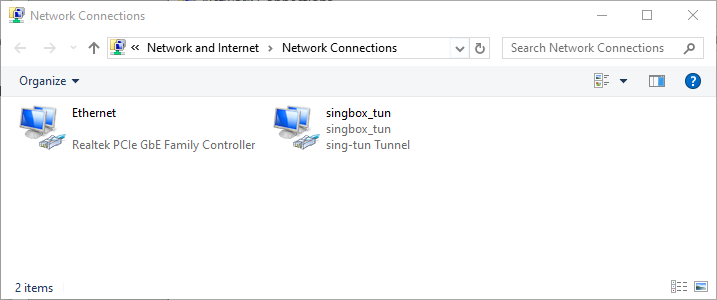 Network Connections
« Network and Internet > Network Connections
Search Network Connections
Organize
Ethernet
Realtek PCIe GbE Family Controller
singbox_tun
singbox_tun
sing-tun Tunnel
2 items